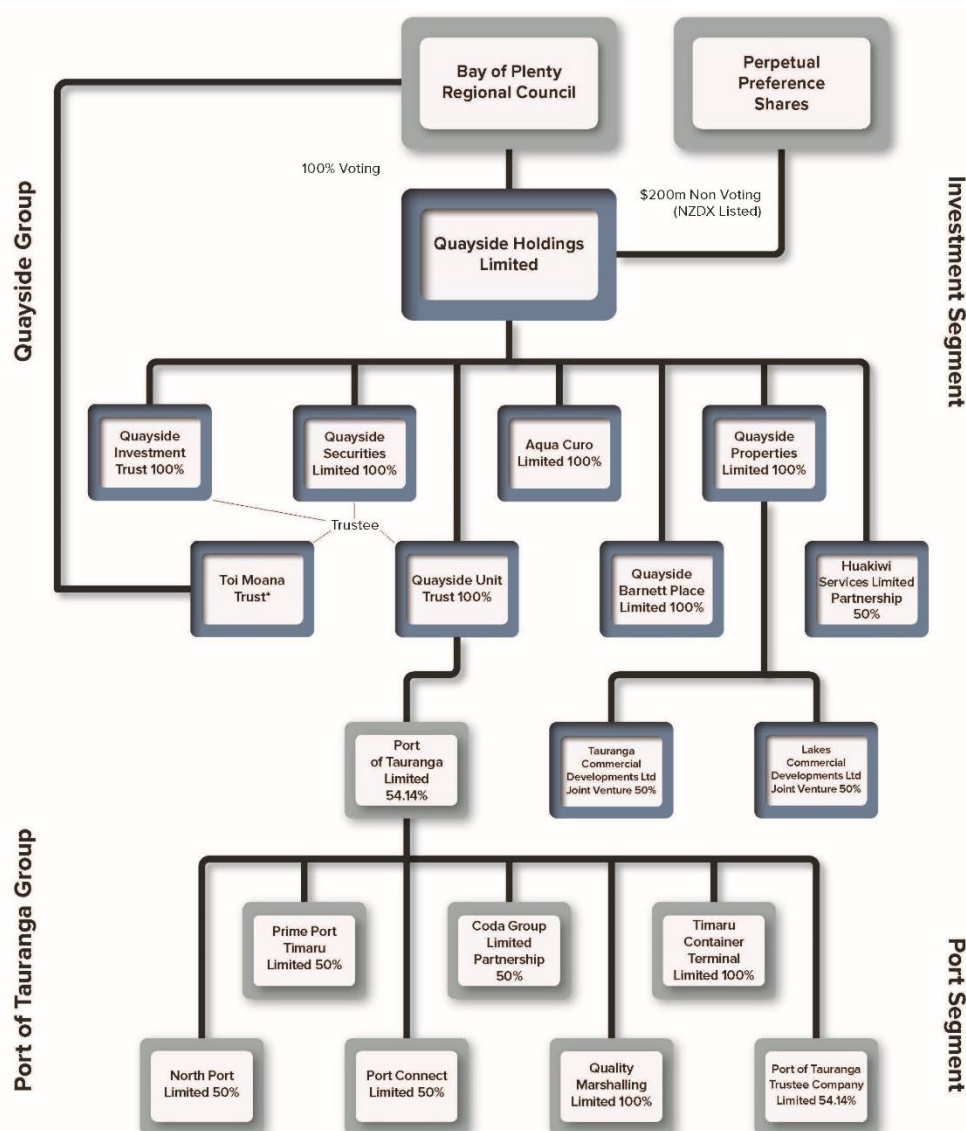 Bay of Plenty
Regional Council
Perpetual
Preference
Shares
100% Voting
$200m Non Voting
(NZDX Listed)
Quayside Group
Investment Segment
Quayside Holdings
Limited
Quayside
Investment
Trust 100%
Quayside
Securities
Limited 100%
Aqua Curo
Limited 100%
Quayside
Properties
Limited 100%
Trustee
Toi Moana
Trust*
Quayside Unit
Trust 100%
Quayside
Barnett Place
Limited 100%
Huakiwi
Services Limited
Partnership
50%
Port
of Tauranga
Limited
54.14%
Tauranga
Commercial
Developments Ltd
Joint Venture 50%
Lakes
Commercial
Developments Ltd
Joint Venture 50%
Port of Tauranga Group
Port Segment
Prime Port
Timaru
Limited 50%
Coda Group
Limited
Partnership
50%
Timaru
Container
Terminal
Limited 100%
North Port
Limited 50%
Port Connect
Limited 50%
Quality
Marshalling
Limited 100%
Port of Tauranga
Trustee Company
Limited 54.14%